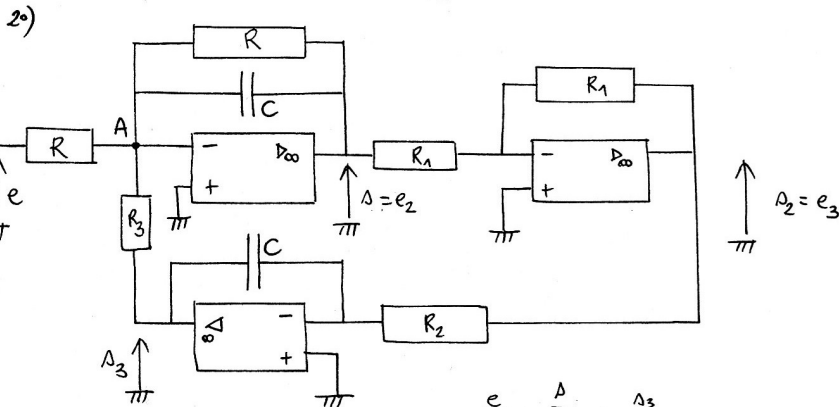 2°)
R
C
A
R
- ▷∞
+
R₁
R₁
- ▷∞
+
e
R₃
s = e₂
s₂ = e₃
C
▷∞ -
+
R₂
s₃
e s s₃